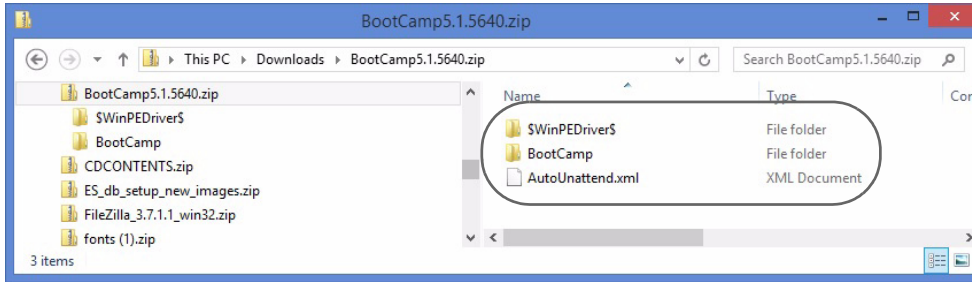 BootCamp5.1.5640.zip
This PC Downloads BootCamp5.1.5640.zip
Search BootCamp5.1.5640.zip
BootCamp5.1.5640.zip
$WinPEDriver$
BootCamp
CDCONTENTS.zip
ES_db_setup_new_images.zip
FileZilla_3.7.1.1_win32.zip
fonts (1).zip
Name Type Cor
$WinPEDriver$ File folder
BootCamp File folder
AutoUnattend.xml XML Document
3 items